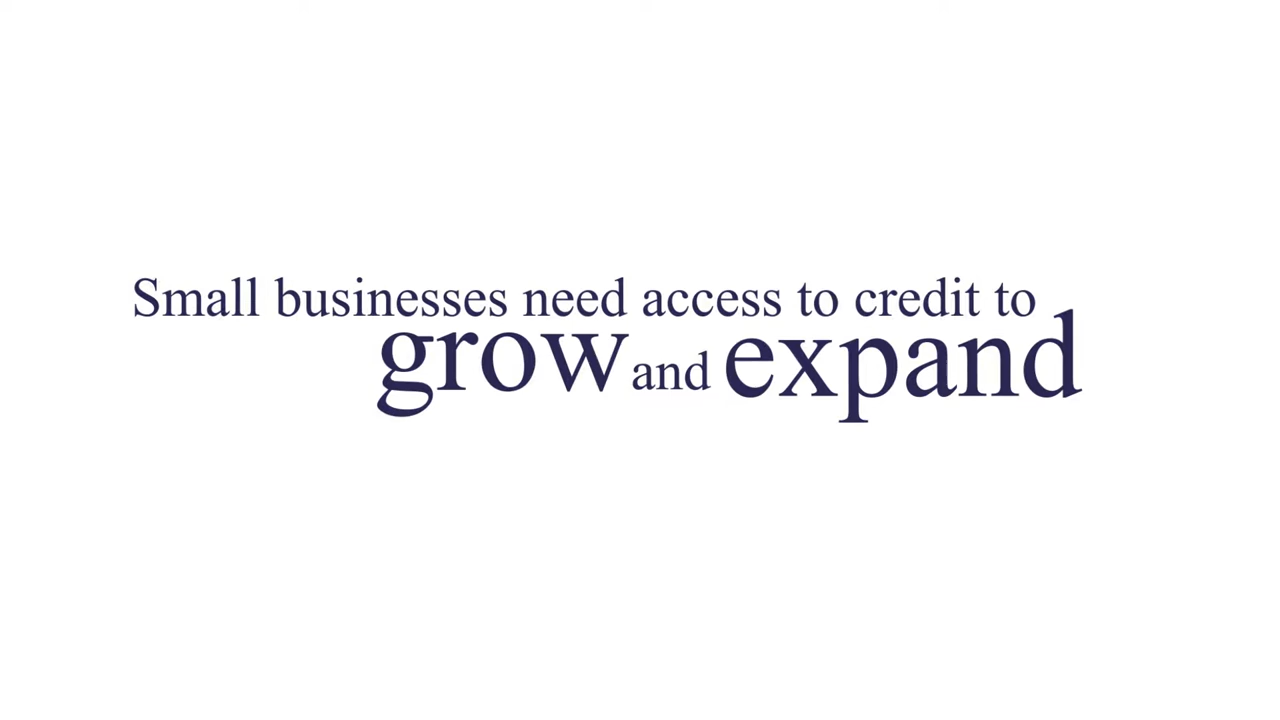 Small businesses need access to credit to
grow and expand